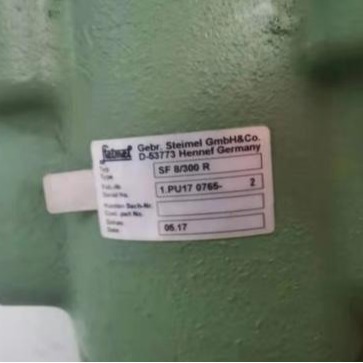 Steimel Gebr. Steimel GmbH&Co.
D-53773 Hennef Germany
Typ
Type SF 8/300 R
Fab.-Nr.
Serial No. 1.PU17 0765- 2
Kunden Sach-Nr.
Cust. part No.
Datum
Date 05.17